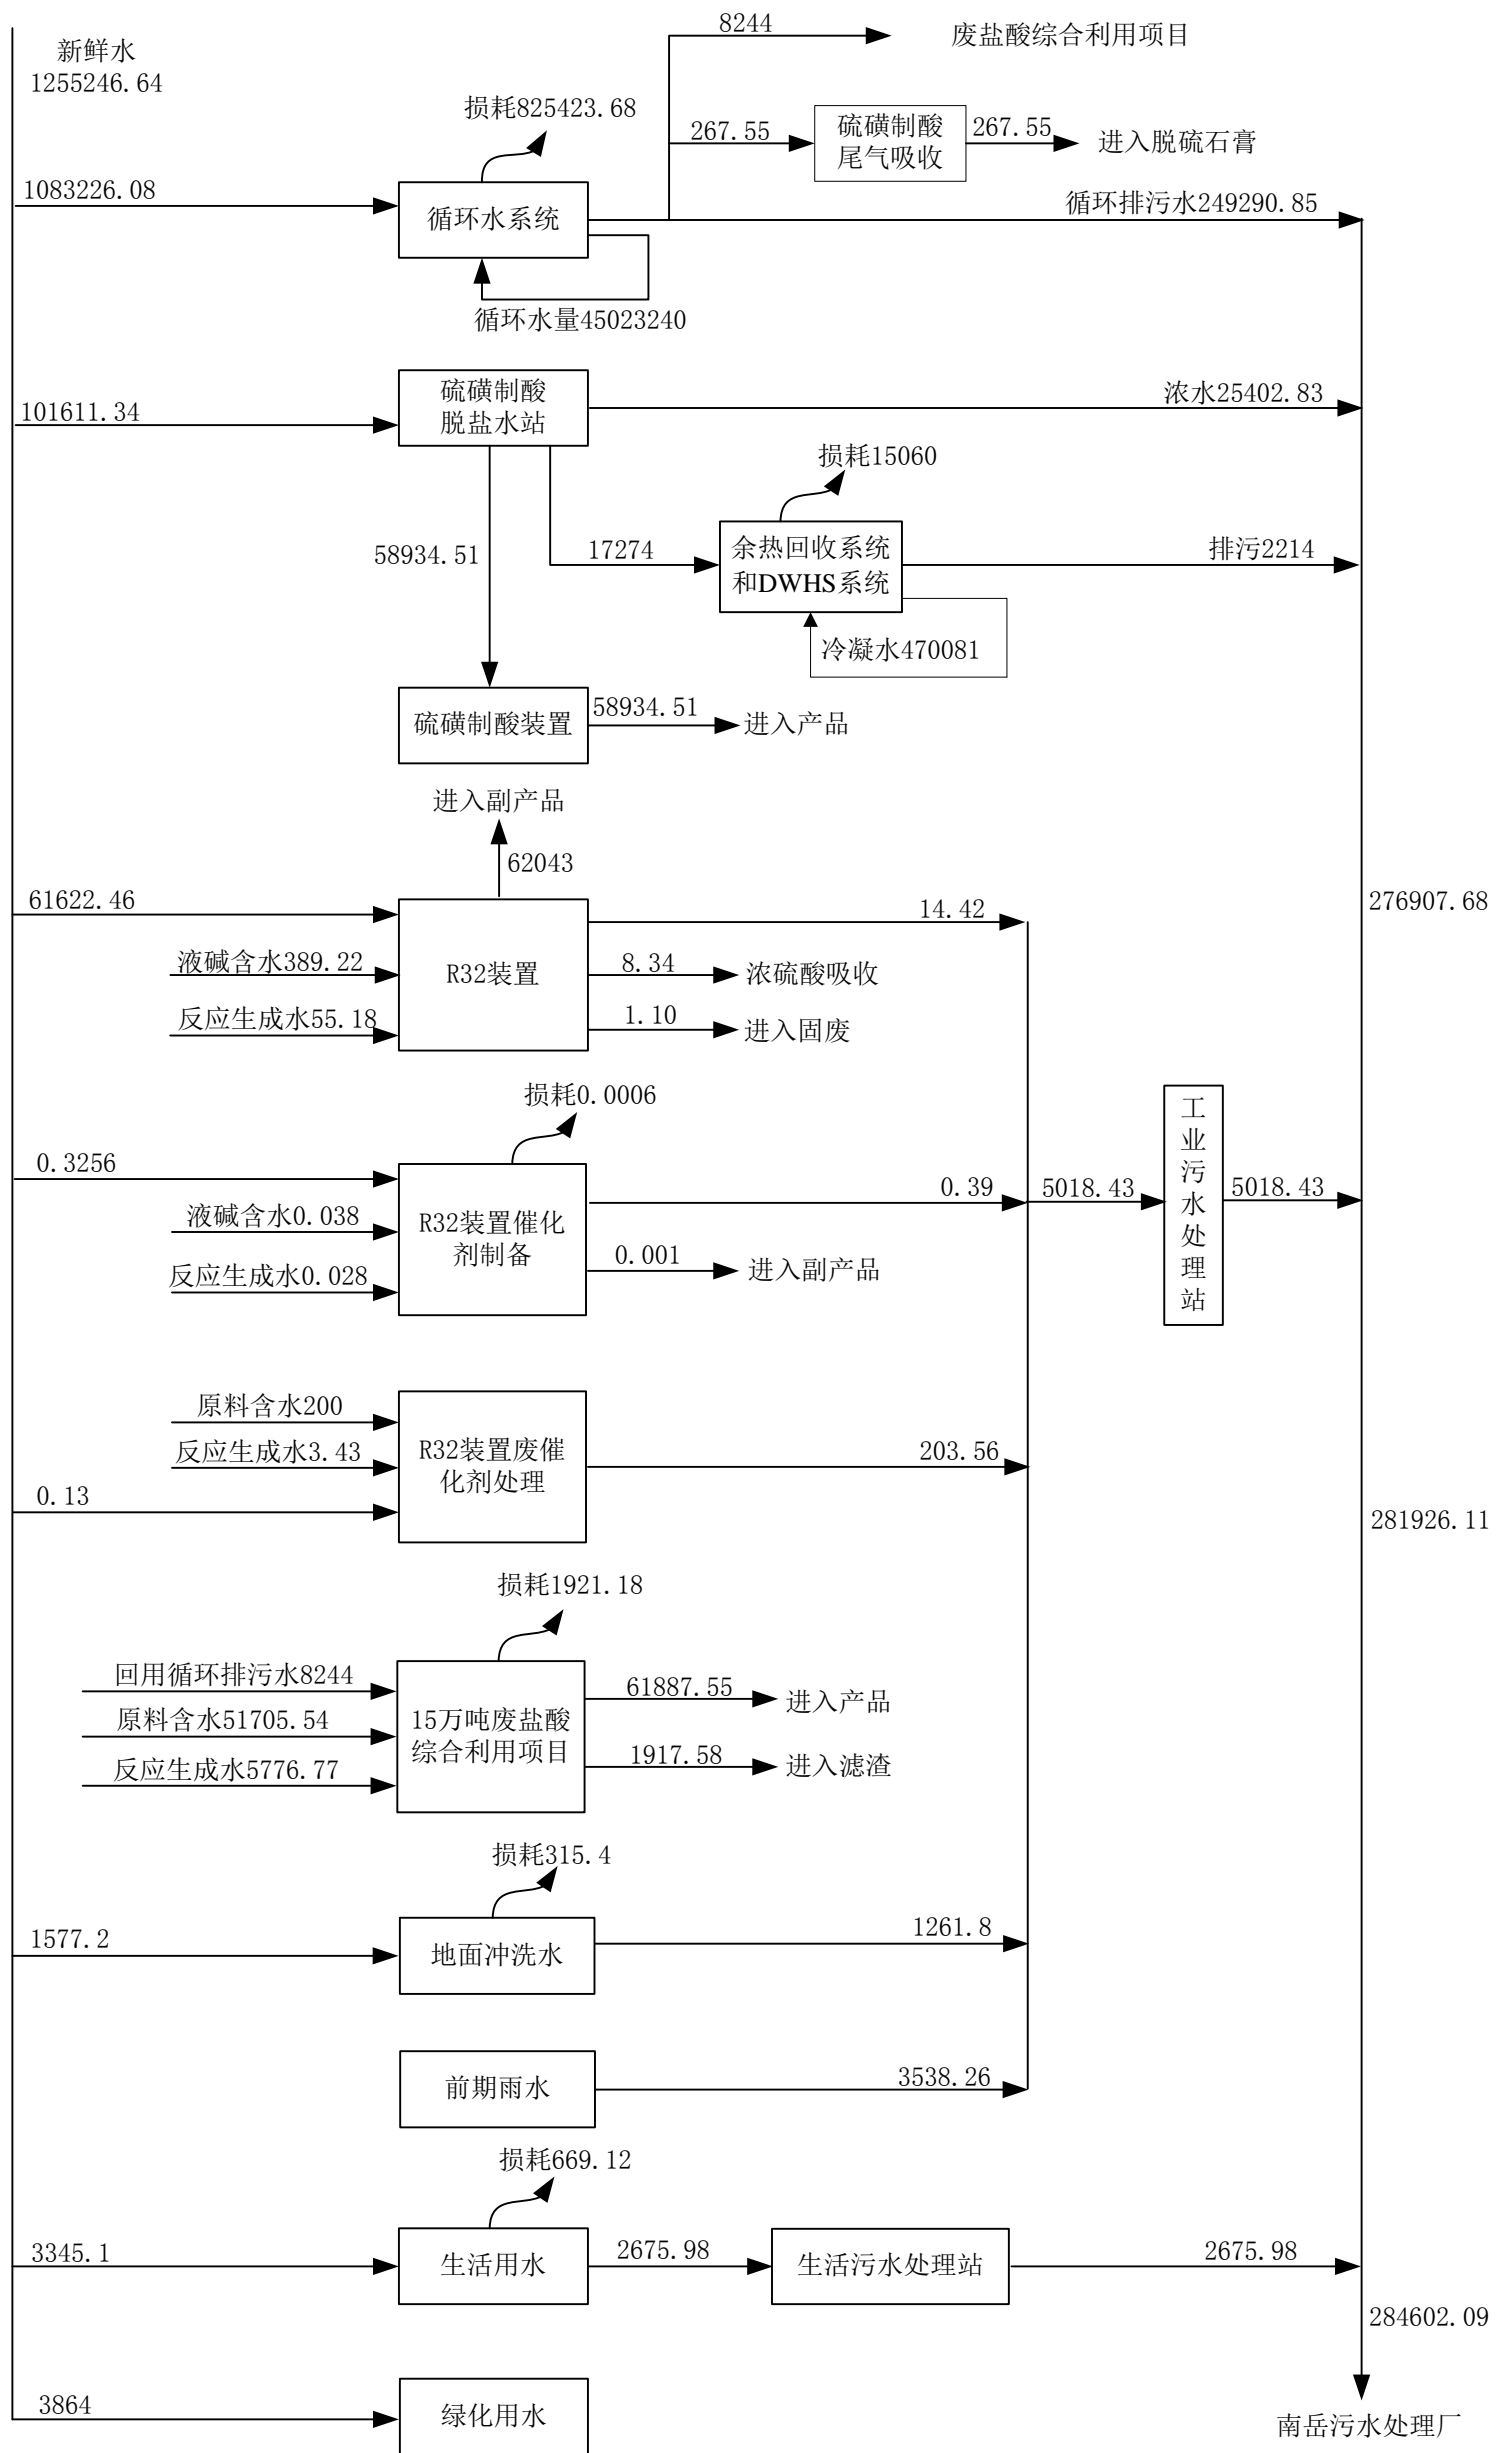 8244
废盐酸综合利用项目
新鲜水
1255246.64
损耗825423.68
267.55
硫磺制酸
尾气吸收
267.55
进入脱硫石膏
1083226.08
循环水系统
循环排污水249290.85
循环水量45023240
101611.34
硫磺制酸
脱盐水站
浓水25402.83
损耗15060
58934.51
17274
余热回收系统
和DWHS系统
排污2214
冷凝水470081
硫磺制酸装置
58934.51
进入产品
进入副产品
62043
61622.46
14.42
276907.68
液碱含水389.22
R32装置
8.34
浓硫酸吸收
反应生成水55.18
1.10
进入固废
损耗0.0006
0.3256
0.39
5018.43
工
业
污
水
处
理
站
5018.43
液碱含水0.038
R32装置催化
剂制备
0.001
进入副产品
反应生成水0.028
原料含水200
反应生成水3.43
R32装置废催
化剂处理
203.56
0.13
281926.11
损耗1921.18
回用循环排污水8244
61887.55
进入产品
原料含水51705.54
15万吨废盐酸
综合利用项目
反应生成水5776.77
1917.58
进入滤渣
损耗315.4
1577.2
地面冲洗水
1261.8
前期雨水
3538.26
损耗669.12
3345.1
生活用水
2675.98
生活污水处理站
2675.98
284602.09
3864
绿化用水
南岳污水处理厂